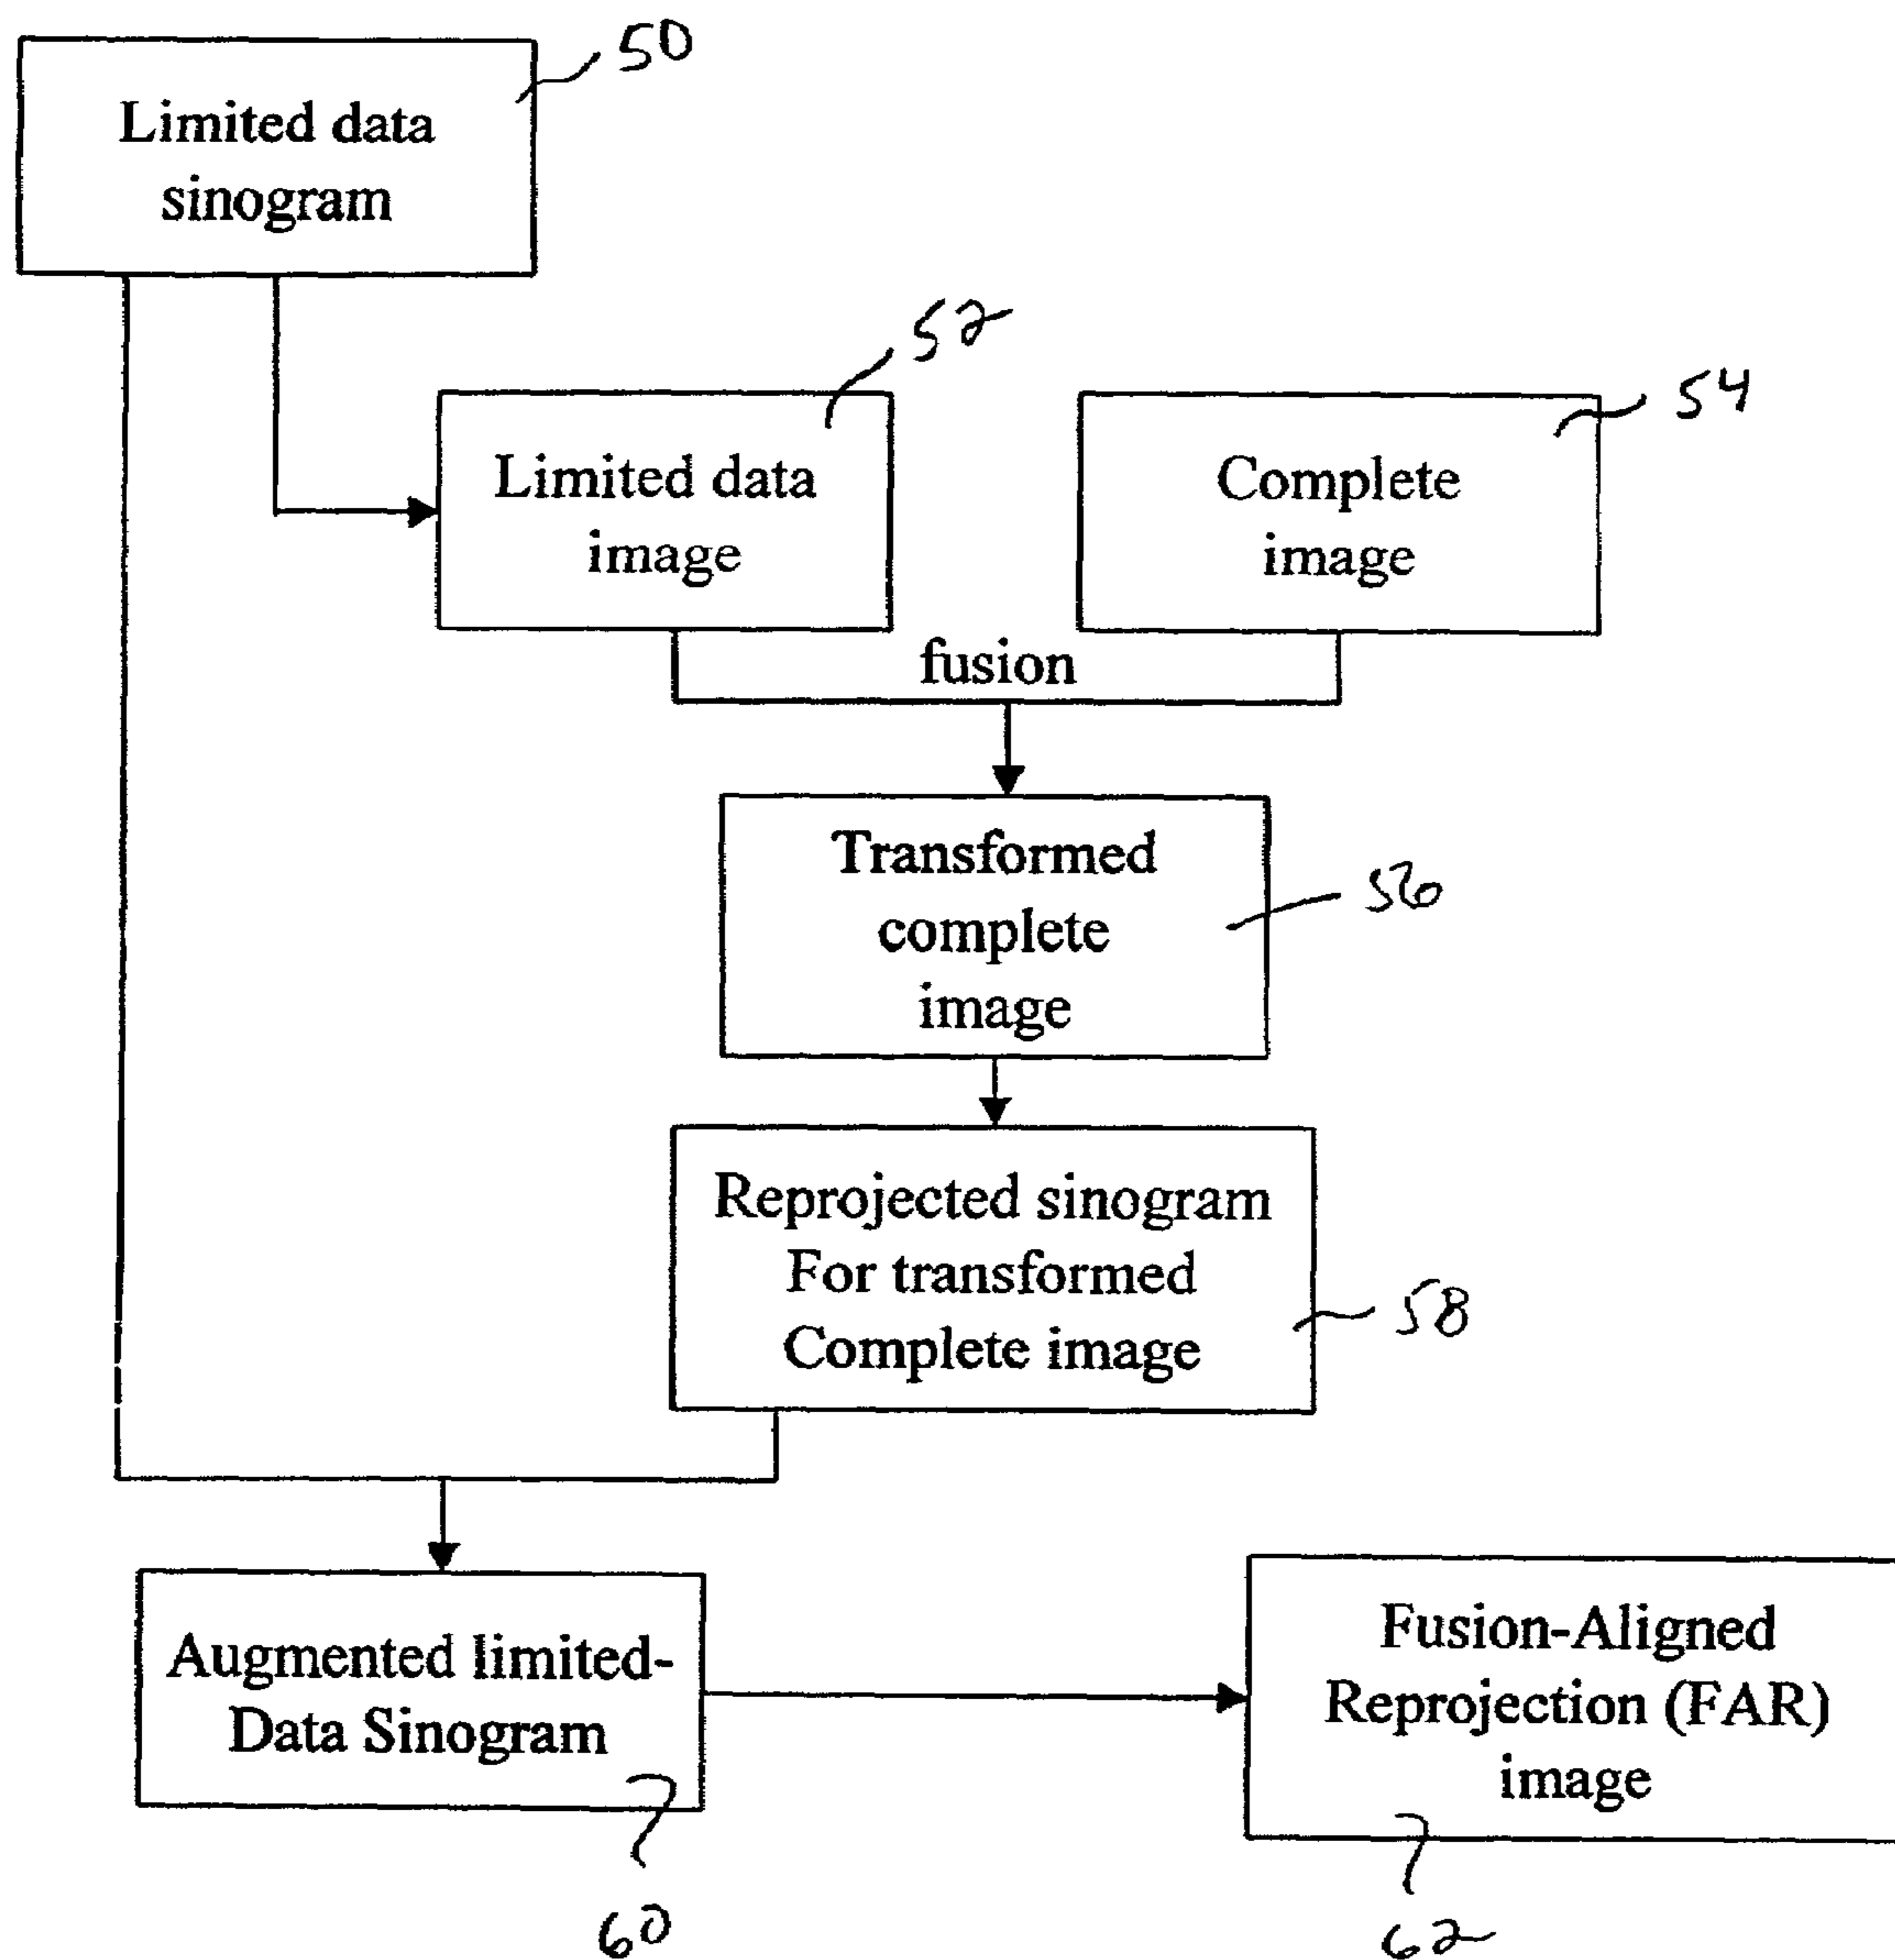 50
Limited data
sinogram
52
54
Limited data
image
Complete
image
fusion
Transformed
complete
image
56
Reprojected sinogram
For transformed
Complete image
58
Augmented limited-
Data Sinogram
60
Fusion-Aligned
Reprojection (FAR)
image
62